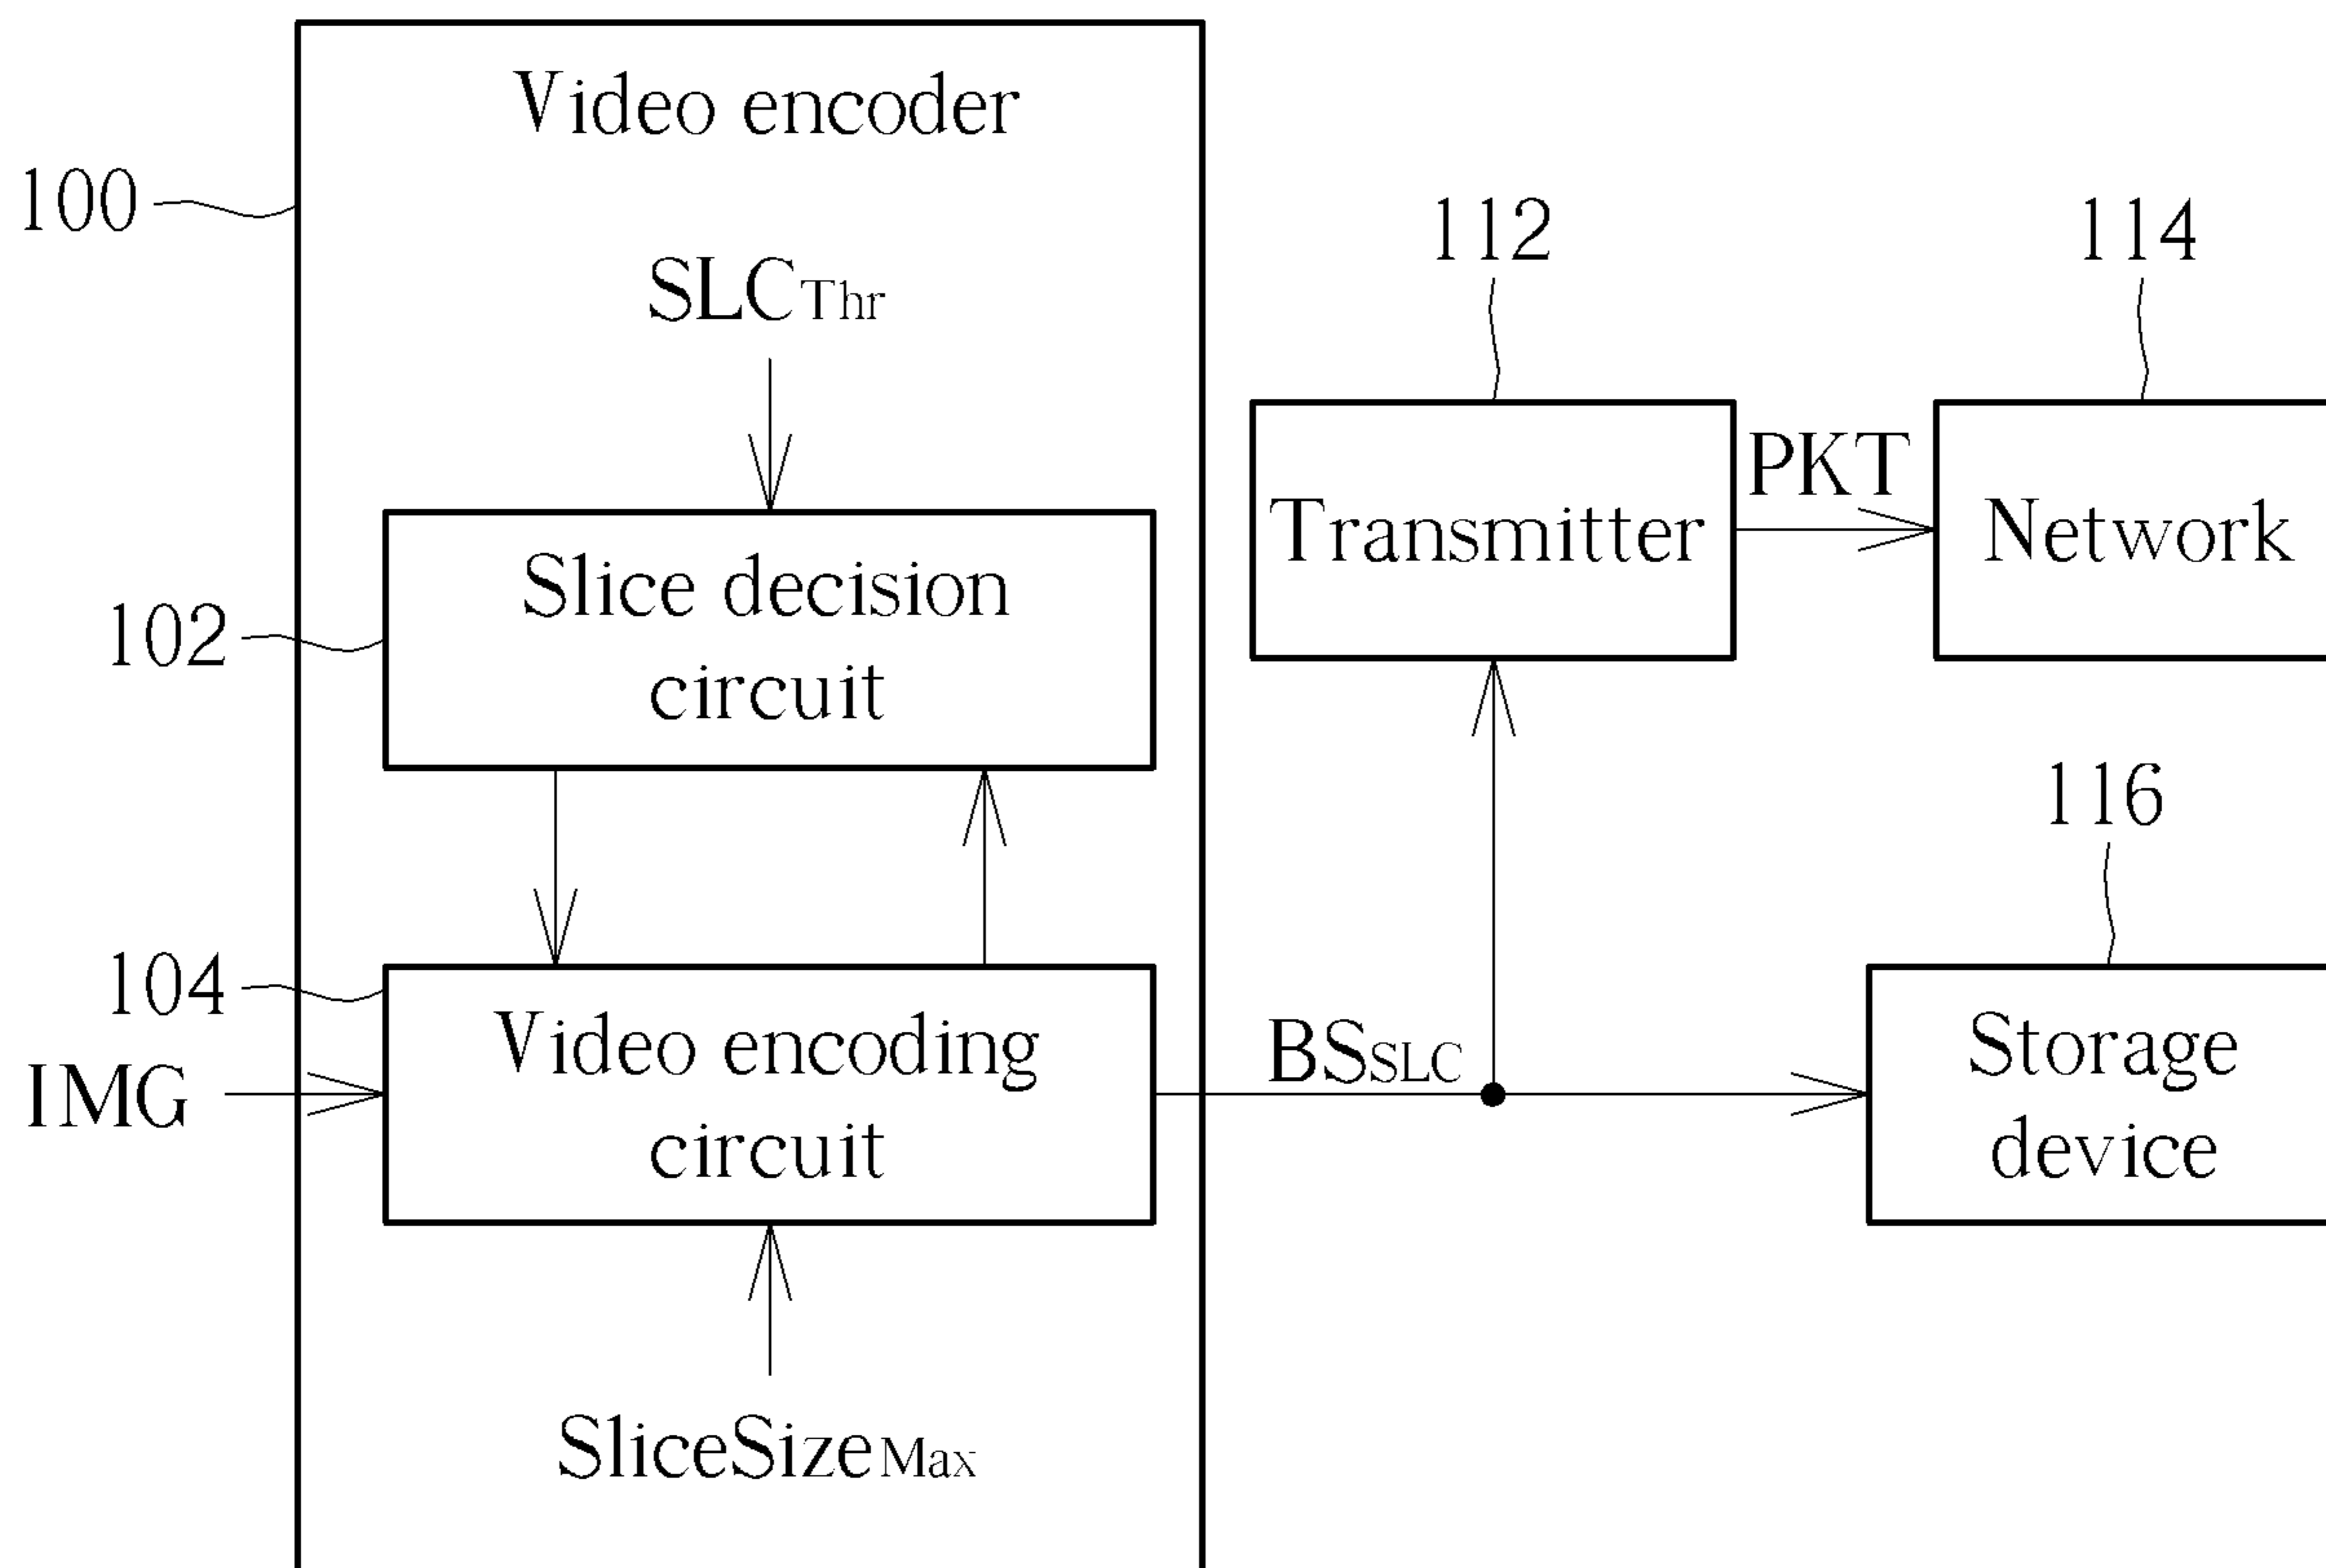 Video encoder
100
SLCThr
112
114
PKT
Transmitter
Network
Slice decision
circuit
102
116
104
Video encoding
circuit
IMG
BSSLC
Storage
device
SliceSizeMax